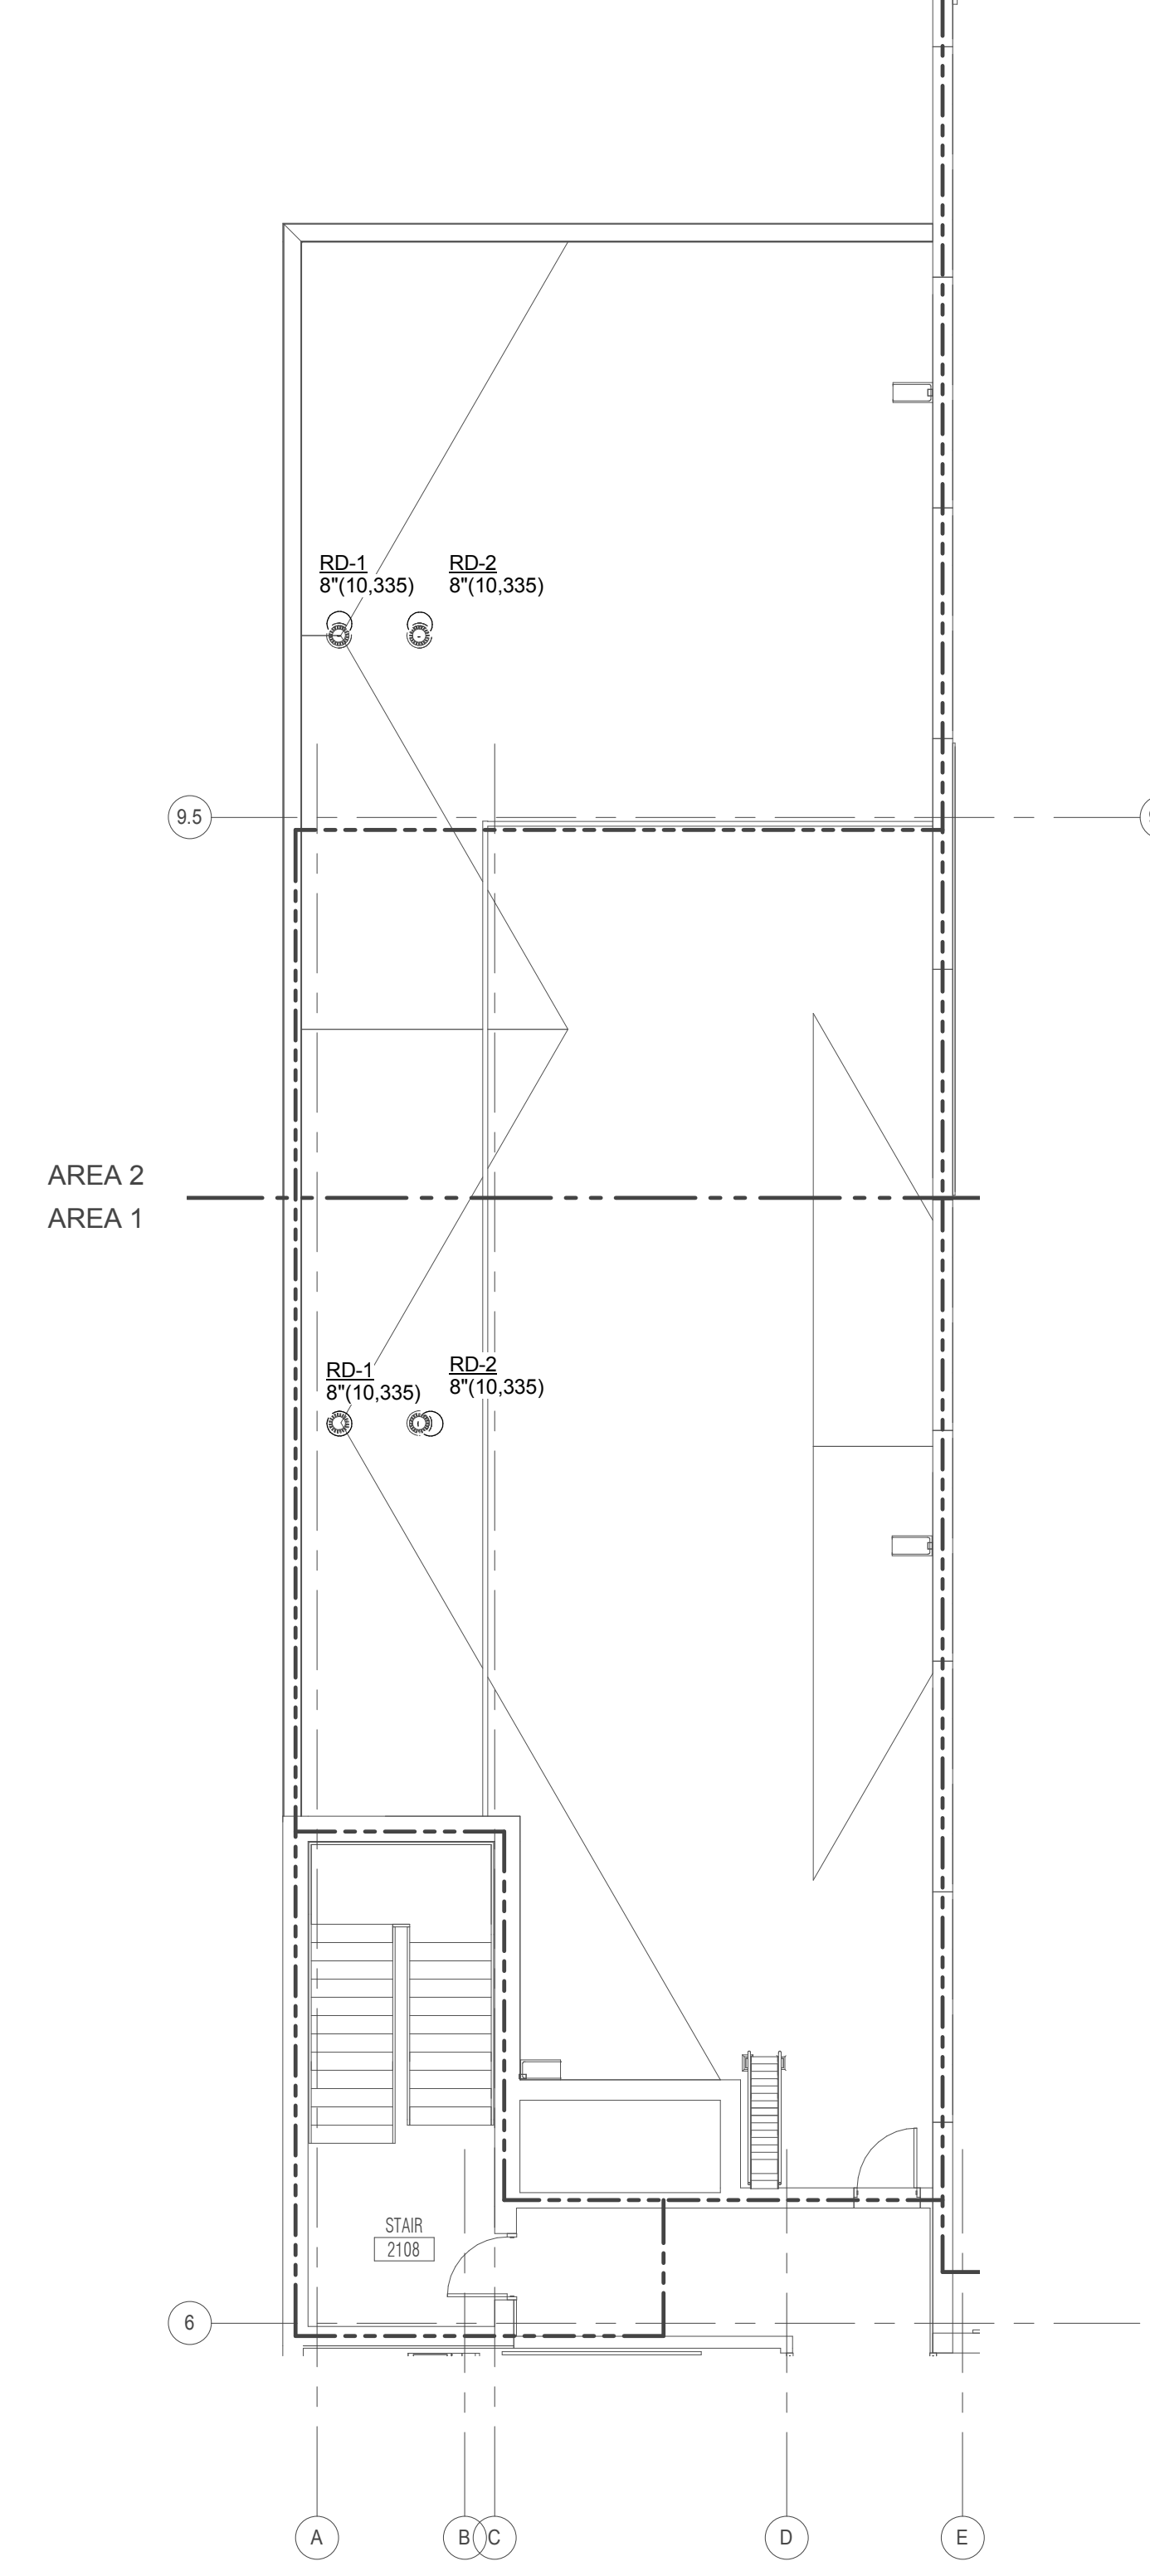 RD-1
8"(10,335)
RD-2
8"(10,335)
9.5
AREA 2
AREA 1
RD-1
8"(10,335)
RD-2
8"(10,335)
STAIR
2108
6
A
B
C
D
E